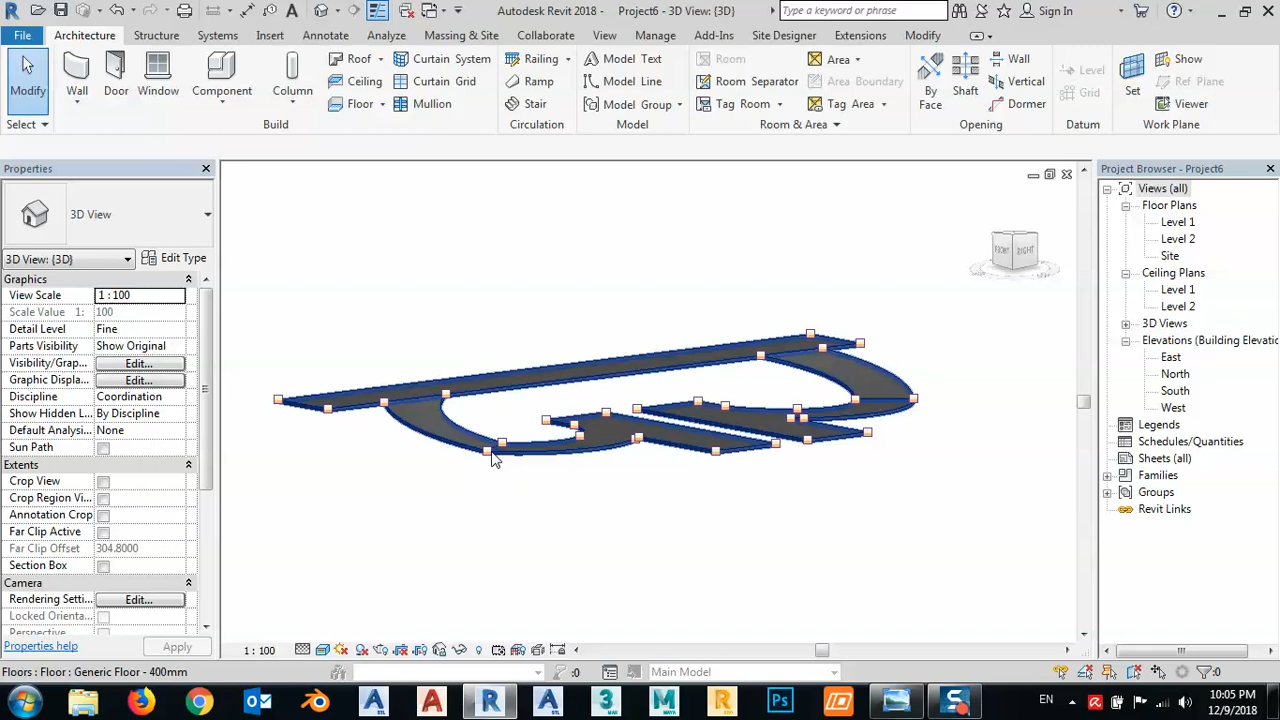 Autodesk Revit 2018 -    Project6 - 3D View: {3D}
Type a keyword or phrase
Sign In
File
Architecture
Structure
Systems
Insert
Annotate
Analyze
Massing & Site
Collaborate
View
Manage
Add-Ins
Site Designer
Extensions
Modify
Modify
Select
Wall
Door
Window
Component
Column
Roof
Ceiling
Floor
Curtain System
Curtain Grid
Mullion
Build
Railing
Ramp
Stair
Circulation
Model Text
Model Line
Model Group
Model
Room
Room Separator
Tag Room
Area
Area Boundary
Tag Area
Room & Area
By
Face
Shaft
Wall
Vertical
Dormer
Opening
Level
Grid
Datum
Set
Show
Ref Plane
Viewer
Work Plane
Properties
3D View
3D View: {3D}
Edit Type
Graphics
View Scale
1 : 100
Scale Value 1:
100
Detail Level
Fine
Parts Visibility
Show Original
Visibility/Grap...
Edit...
Graphic Displa...
Edit...
Discipline
Coordination
Show Hidden L...
By Discipline
Default Analysi...
None
Sun Path
Extents
Crop View
Crop Region Vi...
Annotation Crop
Far Clip Active
Far Clip Offset
304.8000
Section Box
Camera
Rendering Setti...
Edit...
Locked Orienta...
Perspective
Properties help
Apply
FRONT
RIGHT
1 : 100
Project Browser - Project6
Views (all)
Floor Plans
Level 1
Level 2
Site
Ceiling Plans
Level 1
Level 2
3D Views
Elevations (Building Elevatio
East
North
South
West
Legends
Schedules/Quantities
Sheets (all)
Families
Groups
Revit Links
Floors : Floor : Generic Floor - 400mm
:0
Main Model
:0
EN
10:05 PM
12/9/2018